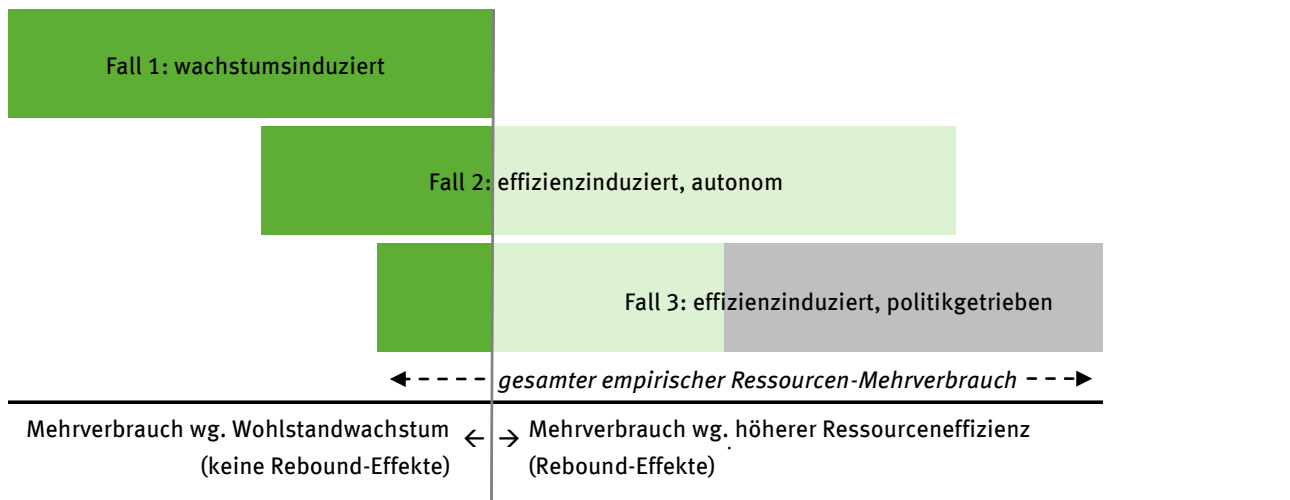 Fall 1: wachstumsinduziert
Fall 2: effizienzinduziert, autonom
Fall 3: effizienzinduziert, politikgetrieben
gesamter empirischer Ressourcen-Mehrverbrauch
Mehrverbrauch wg. Wohlstandwachstum ← → Mehrverbrauch wg. höherer Ressourceneffizienz
(keine Rebound-Effekte) (Rebound-Effekte)